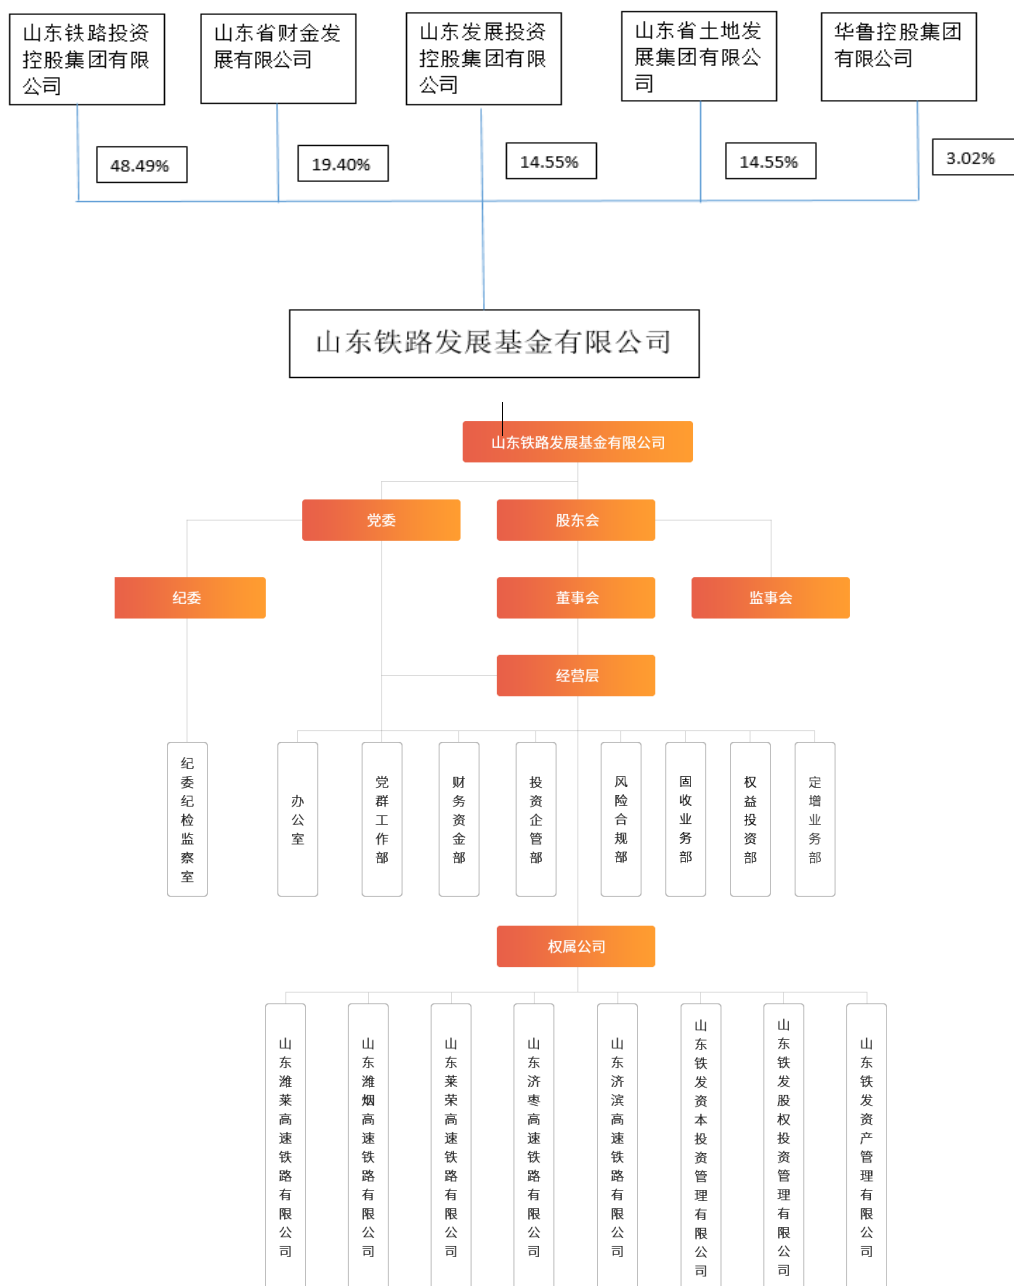 山东铁路投资
控股集团有限
公司
山东省财金发
展有限公司
山东发展投资
控股集团有限
公司
山东省土地发
展集团有限公
司
华鲁控股集团
有限公司
48.49%
19.40%
14.55%
14.55%
3.02%
山东铁路发展基金有限公司
山东铁路发展基金有限公司
党委
股东会
纪委
董事会
监事会
经营层
纪委纪检监察室
办公室
党群工作部
财务资金部
投资企管部
风险合规部
固收业务部
权益投资部
定增业务部
权属公司
山东潍莱高速铁路有限公司
山东潍烟高速铁路有限公司
山东莱荣高速铁路有限公司
山东济枣高速铁路有限公司
山东济滨高速铁路有限公司
山东铁发资本投资管理有限公司
山东铁发股权投资管理有限公司
山东铁发资产管理有限公司